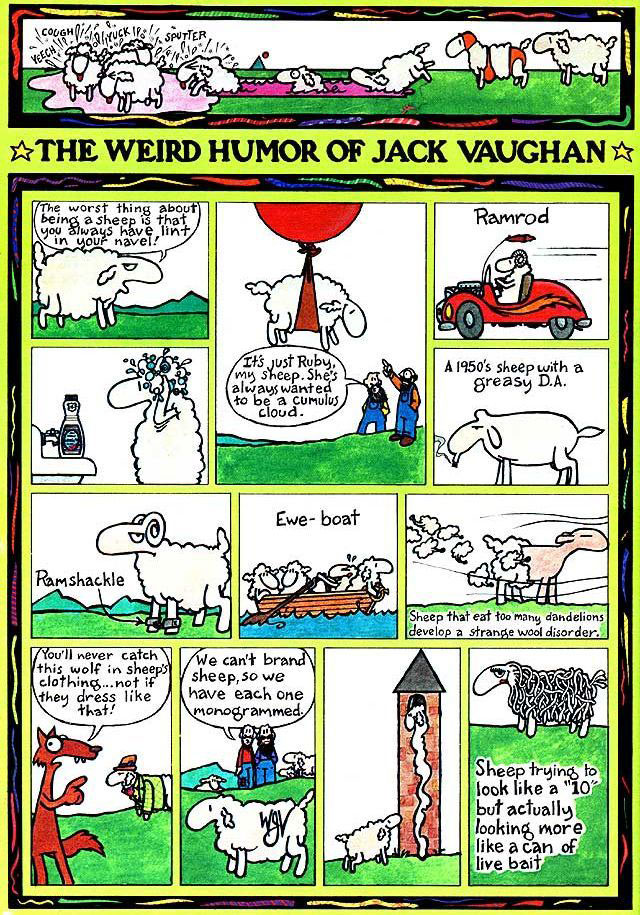 COUGH
YEECH
YUCK
SPUTTER
THE WEIRD HUMOR OF JACK VAUGHAN
The worst thing about
being a sheep is that
you always have lint
in your navel!
It's just Ruby,
my sheep. She's
always wanted
to be a cumulus
cloud.
Ramrod
A 1950's sheep with a
greasy D.A.
Ramshackle
Ewe-boat
Sheep that eat too many dandelions
develop a strange wool disorder.
You'll never catch
this wolf in sheep's
clothing...not if
they dress like
that!
We can't brand
sheep, so we
have each one
monogrammed.
WJV
Sheep trying to
look like a "10"
but actually
looking more
like a can of
live bait